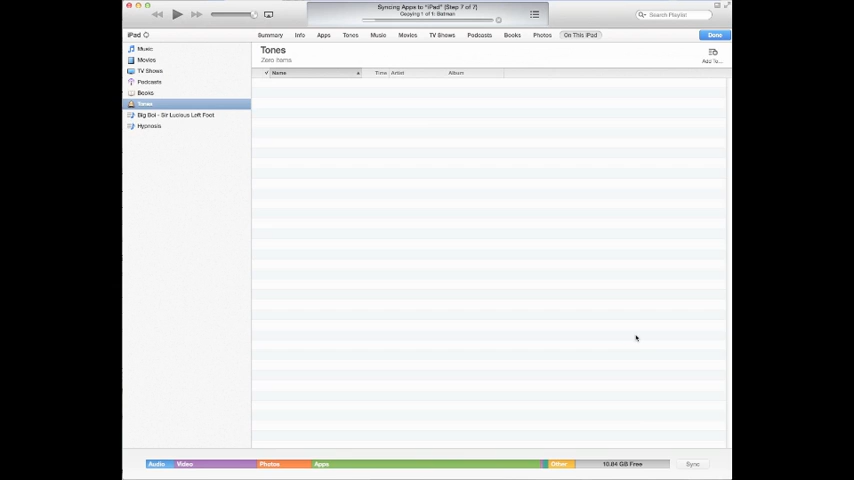 Syncing Apps to "iPad" (Step 7 of 7)
Copying 1 of 1: Batman
Search Playlist
iPad
Summary Info Apps Tones Music Movies TV Shows Podcasts Books Photos On This iPad Done
Music
Movies
TV Shows
Podcasts
Books
Tones
Big Boi - Sir Lucious Left Foot
Hypnosis
Tones
Zero items
Add To...
Name Time Artist Album
Audio Video Photos Apps Other 10.84 GB Free Sync